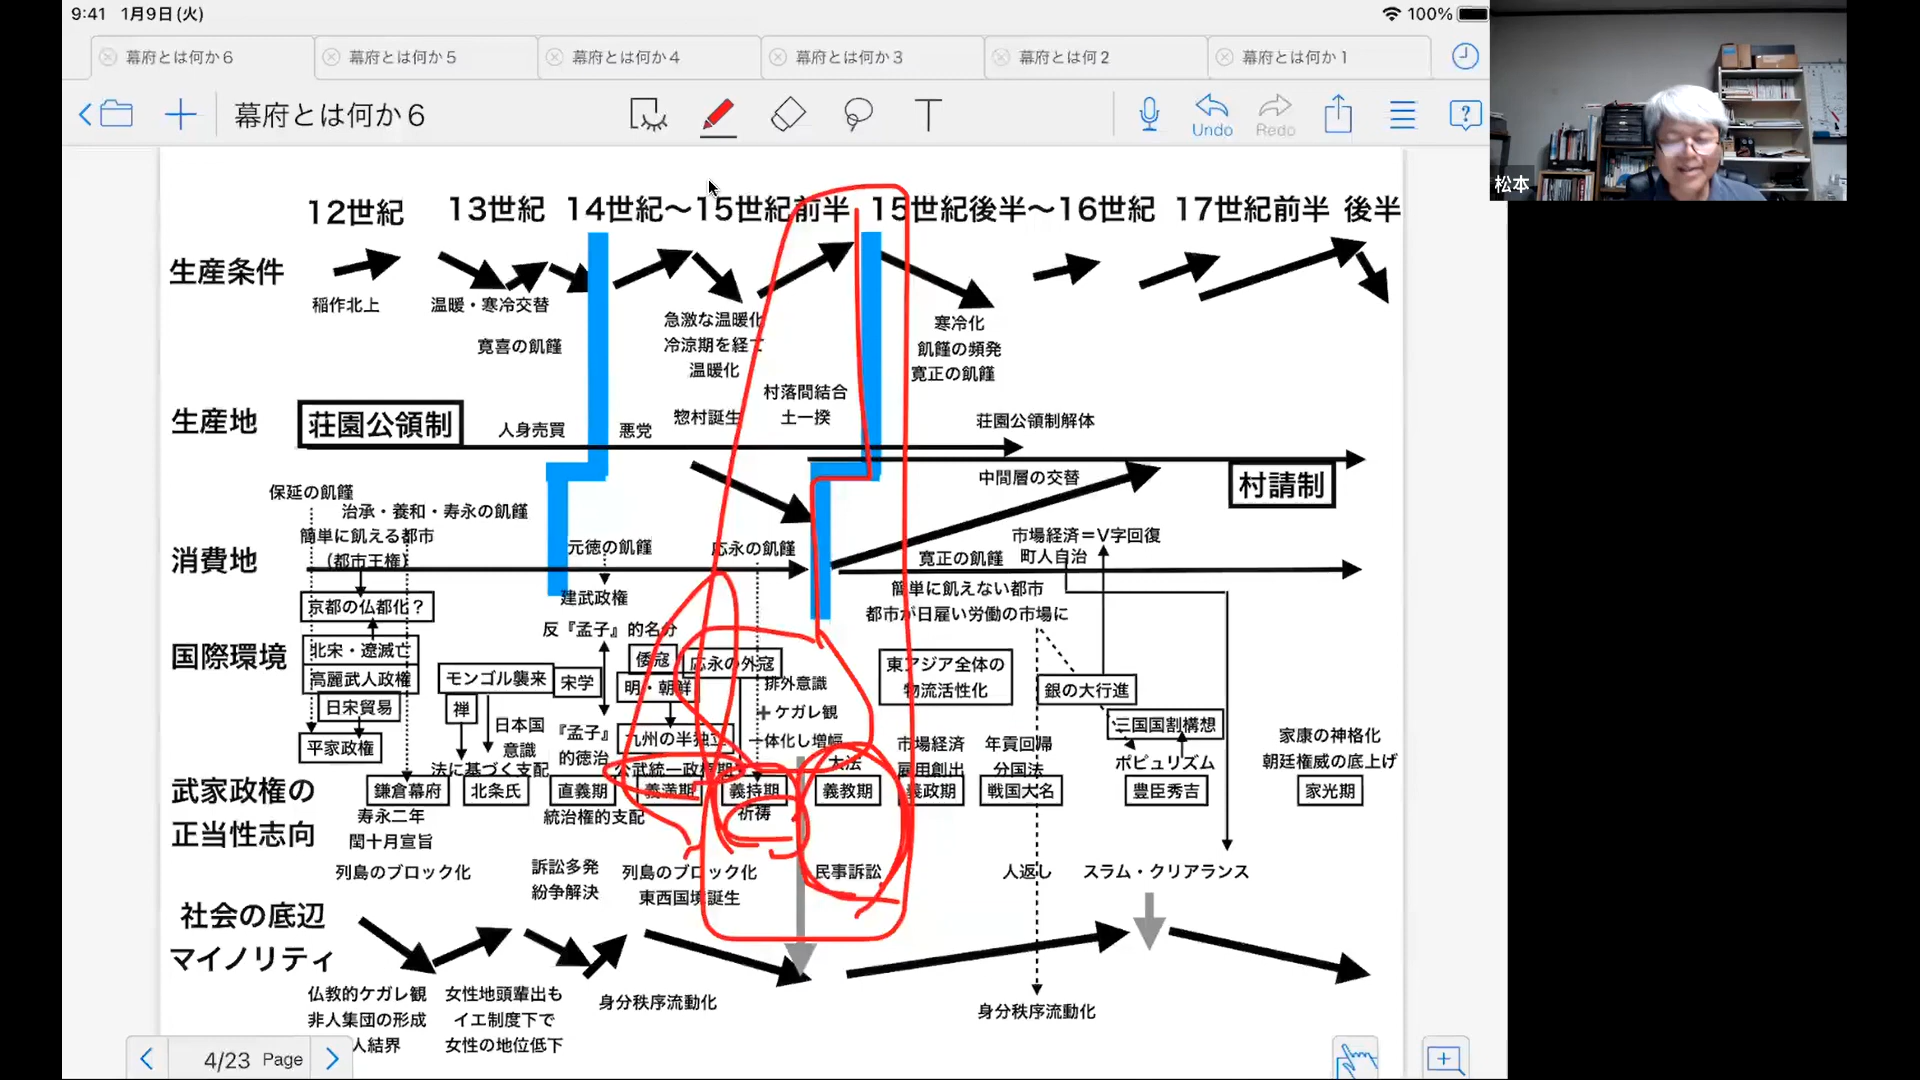 9:41 1月9日(火)
100%
幕府とは何か6
幕府とは何か5
幕府とは何か4
幕府とは何か3
幕府とは何2
幕府とは何か1
幕府とは何か6
T
Undo
Redo
松本
12世紀
13世紀
14世紀〜15世紀前半
15世紀後半〜16世紀
17世紀前半 後半
生産条件
稲作北上
温暖・寒冷交替
寛喜の飢饉
急激な温暖化
冷涼期を経て
温暖化
寒冷化
飢饉の頻発
寛正の飢饉
生産地
荘園公領制
人身売買
悪党
惣村誕生
村落間結合
土一揆
荘園公領制解体
中間層の交替
村請制
保延の飢饉
治承・養和・寿永の飢饉
簡単に飢える都市
(都市王権)
消費地
元徳の飢饉
応永の飢饉
寛正の飢饉
市場経済=V字回復
町人自治
簡単に飢えない都市
都市が日雇い労働の市場に
京都の仏都化?
建武政権
反『孟子』的名分
国際環境
北宋・遼滅亡
高麗武人政権
日宋貿易
平家政権
モンゴル襲来
禅
日本国
意識
法に基づく支配
宋学
『孟子』
的徳治
倭寇
明・朝鮮
九州の半独立
公武統一政権期
応永の外寇
排外意識
+ケガレ観
一体化し増幅
東アジア全体の
物流活性化
銀の大行進
三国国割構想
ポピュリズム
家康の神格化
朝廷権威の底上げ
市場経済
雇用創出
年貢回帰
分国法
武家政権の
正当性志向
鎌倉幕府
寿永二年
閏十月宣旨
北条氏
直義期
統治権的支配
義満期
義持期
祈祷
義教期
義政期
戦国大名
豊臣秀吉
家光期
列島のブロック化
訴訟多発
紛争解決
列島のブロック化
東西国境誕生
民事訴訟
人返し
スラム・クリアランス
社会の底辺
マイノリティ
仏教的ケガレ観
非人集団の形成
人結界
女性地頭輩出も
イエ制度下で
女性の地位低下
身分秩序流動化
身分秩序流動化
4/23 Page